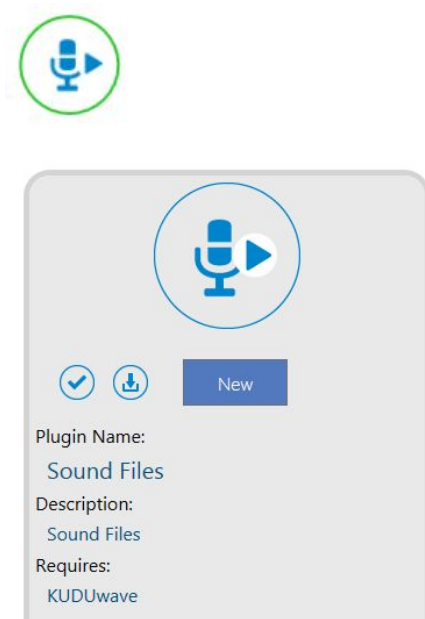 New
Plugin Name:
Sound Files
Description:
Sound Files
Requires:
KUDUwave